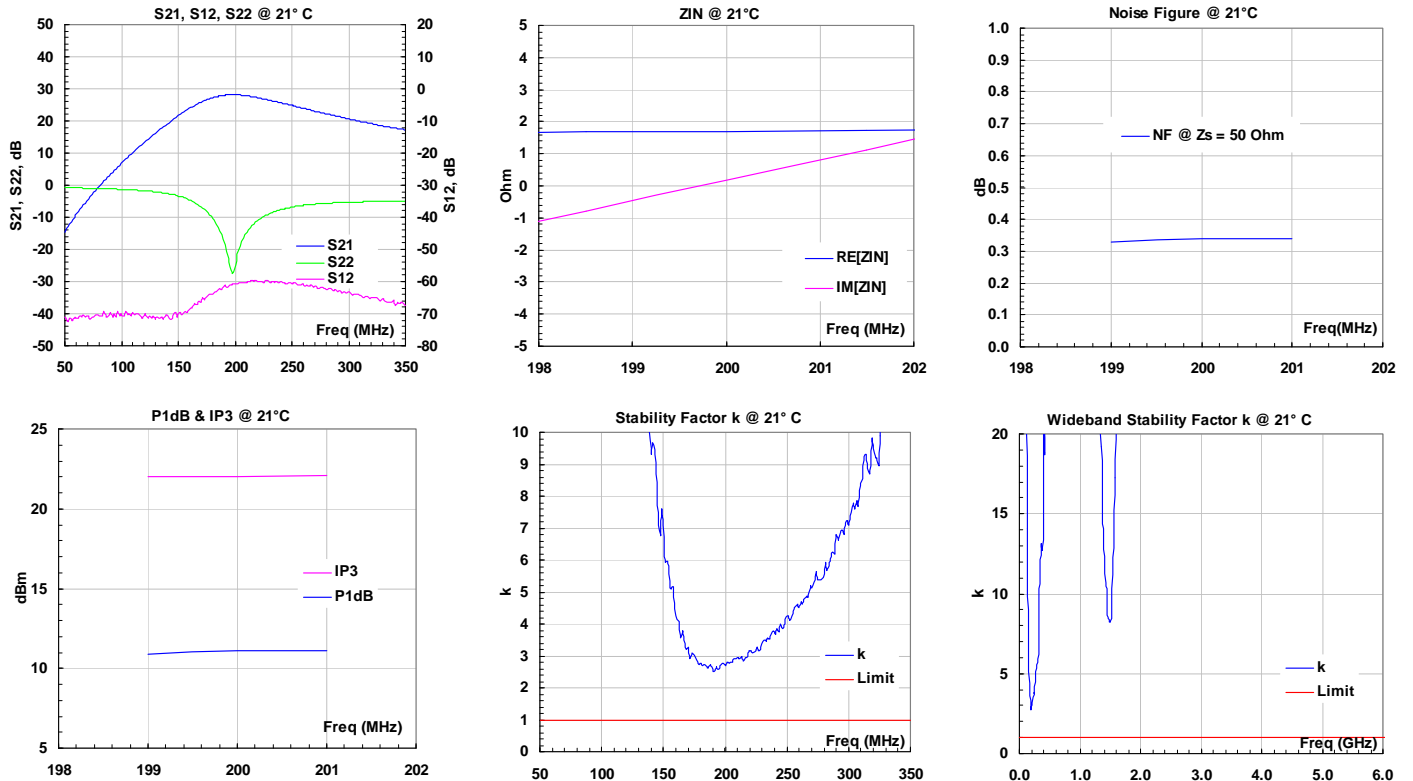 S21, S12, S22 @ 21° C
50 40 30 20 10 0 -10 -20 -30 -40 -50
S21, S22, dB
20 10 0 -10 -20 -30 -40 -50 -60 -70 -80
S12, dB
S21
S22
S12
Freq (MHz)
50 100 150 200 250 300 350
ZIN @ 21°C
5 4 3 2 1 0 -1 -2 -3 -4 -5
Ohm
RE[ZIN]
IM[ZIN]
Freq (MHz)
198 199 200 201 202
Noise Figure @ 21°C
1.0 0.9 0.8 0.7 0.6 0.5 0.4 0.3 0.2 0.1 0.0
dB
NF @ Zs = 50 Ohm
Freq(MHz)
198 199 200 201 202
P1dB & IP3 @ 21°C
25 20 15 10 5
dBm
IP3
P1dB
Freq (MHz)
198 199 200 201 202
Stability Factor k @ 21° C
10 9 8 7 6 5 4 3 2 1 0
k
k
Limit
Freq (MHz)
50 100 150 200 250 300 350
Wideband Stability Factor k @ 21° C
20 15 10 5 0
k
k
Limit
Freq (GHz)
0.0 1.0 2.0 3.0 4.0 5.0 6.0